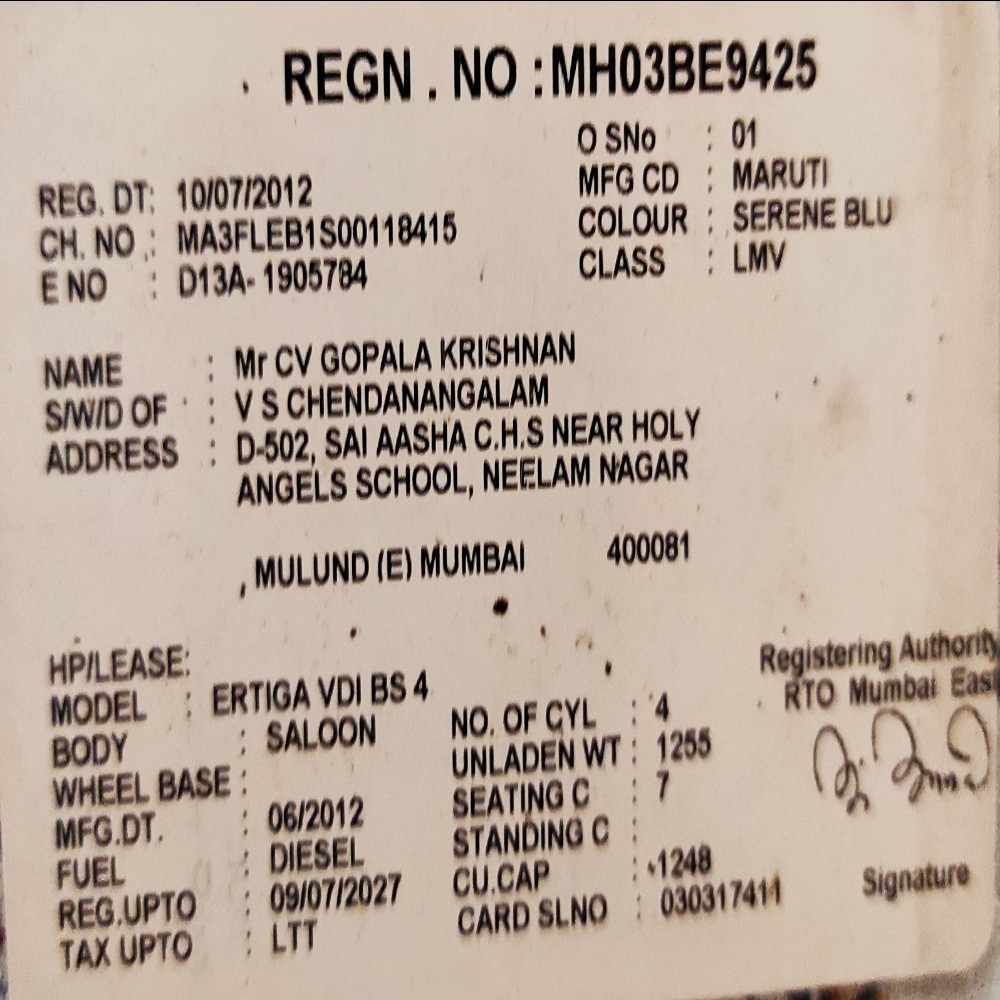 REGN . NO : MH03BE9425
O SNo : 01
REG. DT: 10/07/2012 MFG CD : MARUTI
CH. NO .: MA3FLEB1S00118415 COLOUR : SERENE BLU
E NO : D13A- 1905784 CLASS : LMV
NAME : Mr CV GOPALA KRISHNAN
S/W/D OF : V S CHENDANANGALAM
ADDRESS : D-502, SAI AASHA C.H.S NEAR HOLY
ANGELS SCHOOL, NEELAM NAGAR
, MULUND (E) MUMBAI 400081
HP/LEASE:
Registering Authority
RTO Mumbai East
MODEL : ERTIGA VDI BS 4
BODY : SALOON NO. OF CYL : 4
WHEEL BASE : UNLADEN WT : 1255
MFG.DT. : 06/2012 SEATING C : 7
FUEL : DIESEL STANDING C :
REG.UPTO : 09/07/2027 CU.CAP : 1248
TAX UPTO : LTT CARD SLNO : 030317411
Signature